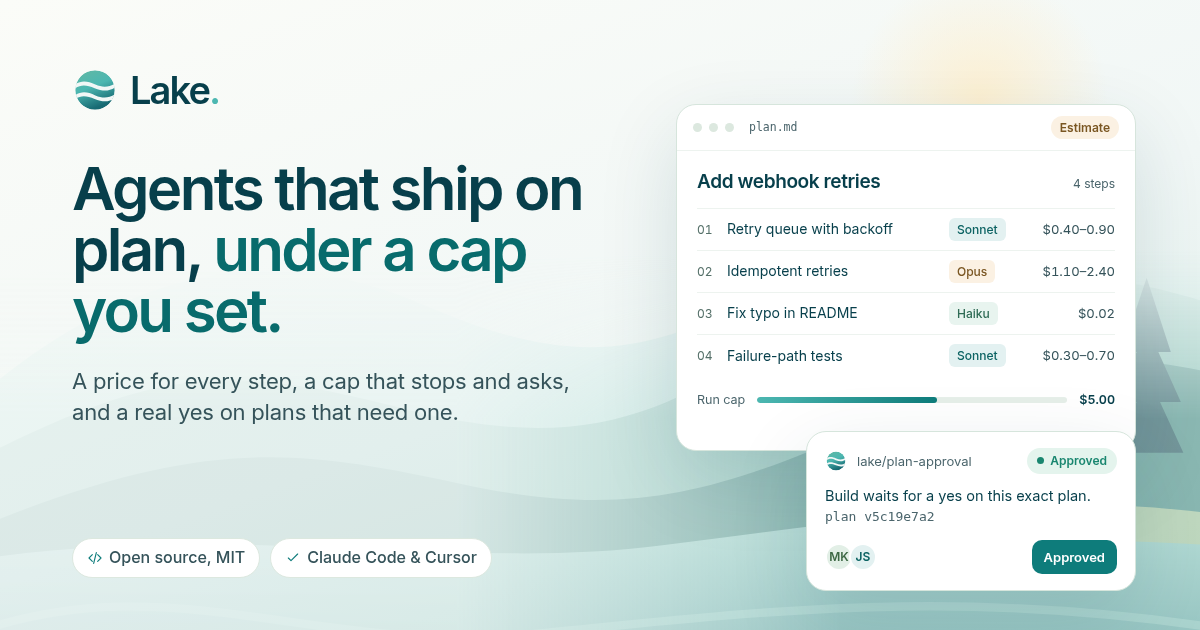 Lake.
Agents that ship on
plan, under a cap
you set.
A price for every step, a cap that stops and asks,
and a real yes on plans that need one.
</> Open source, MIT
✓ Claude Code & Cursor
plan.md
Estimate
Add webhook retries
4 steps
01 Retry queue with backoff Sonnet $0.40–0.90
02 Idempotent retries Opus $1.10–2.40
03 Fix typo in README Haiku $0.02
04 Failure-path tests Sonnet $0.30–0.70
Run cap $5.00
lake/plan-approval
Approved
Build waits for a yes on this exact plan.
plan v5c19e7a2
MK JS
Approved